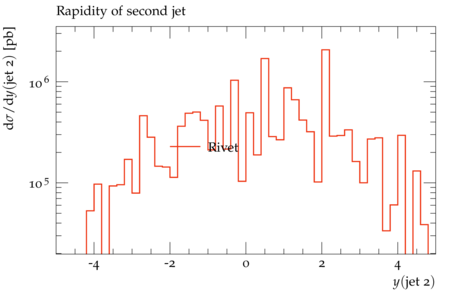 Rapidity of second jet
dσ/dy(jet 2) [pb]
10⁶
10⁵
Rivet
-4 -2 0 2 4
y(jet 2)